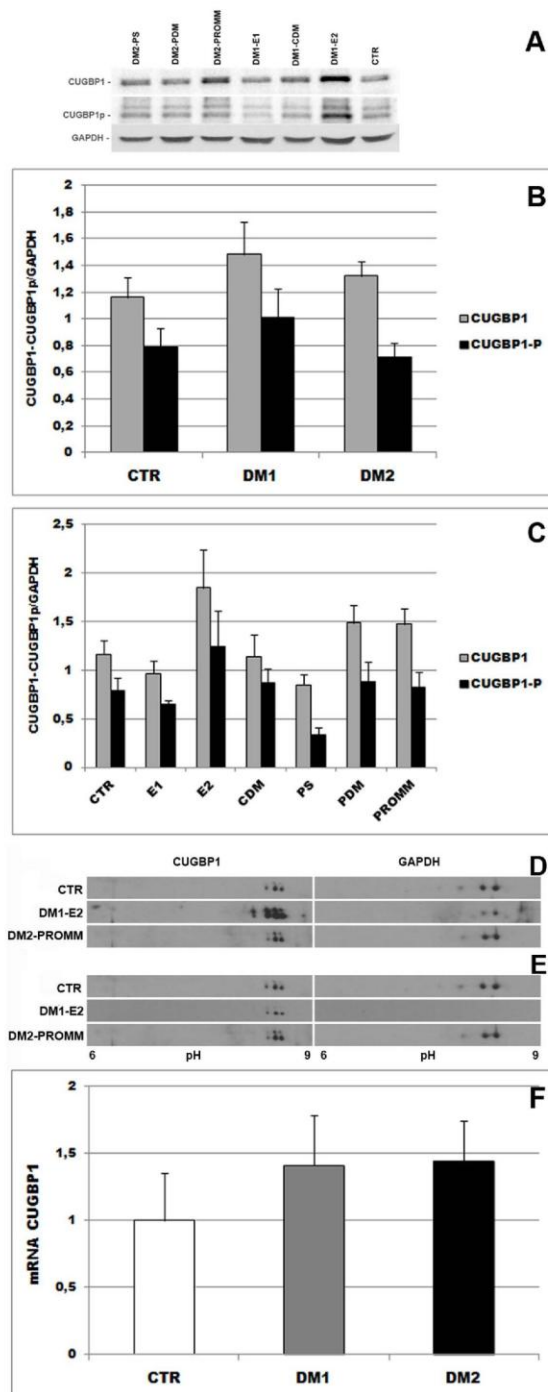 A
DM2-PS DM2-PDM DM2-PROMM DM1-E1 DM1-CDM DM1-E2 CTR
CUGBP1 -
CUGBP1p -
GAPDH -
B
CUGBP1-CUGBP1p/GAPDH
2
1,8
1,6
1,4
1,2
1
0,8
0,6
0,4
0,2
0
CTR DM1 DM2
CUGBP1
CUGBP1-P
C
CUGBP1-CUGBP1p/GAPDH
2,5
2
1,5
1
0,5
0
CTR E1 E2 CDM PS PDM PROMM
CUGBP1
CUGBP1-P
CUGBP1 GAPDH D
CTR
DM1-E2
DM2-PROMM
E
CTR
DM1-E2
DM2-PROMM
6 pH 9 6 pH 9
F
mRNA CUGBP1
2
1,5
1
0,5
0
CTR DM1 DM2